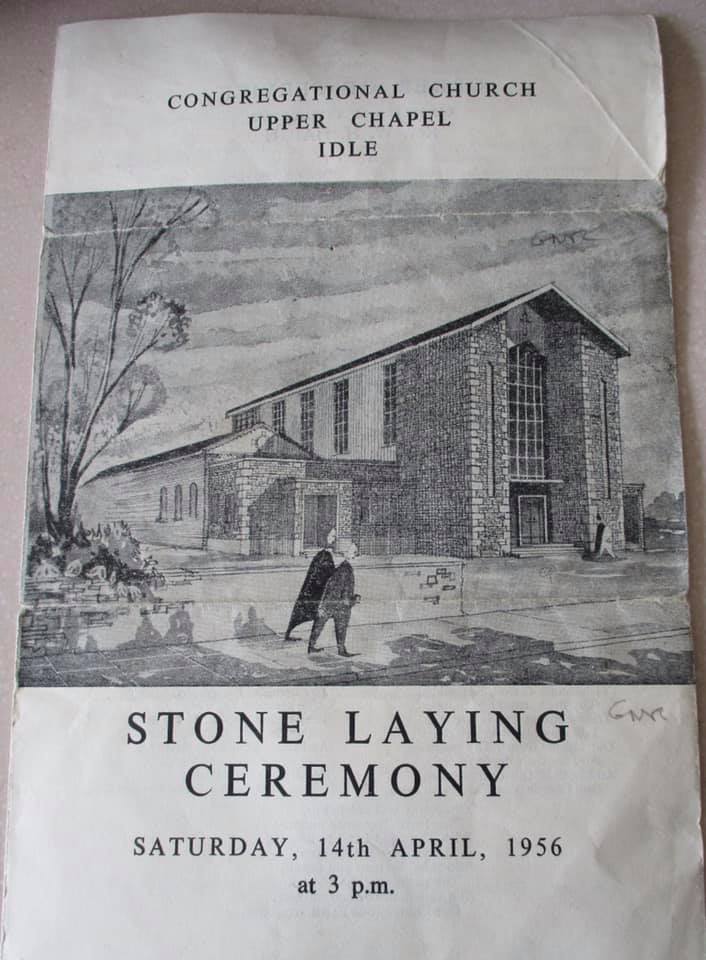 CONGREGATIONAL CHURCH
UPPER CHAPEL
IDLE
STONE LAYING
CEREMONY
SATURDAY, 14th APRIL, 1956
at 3 p.m.